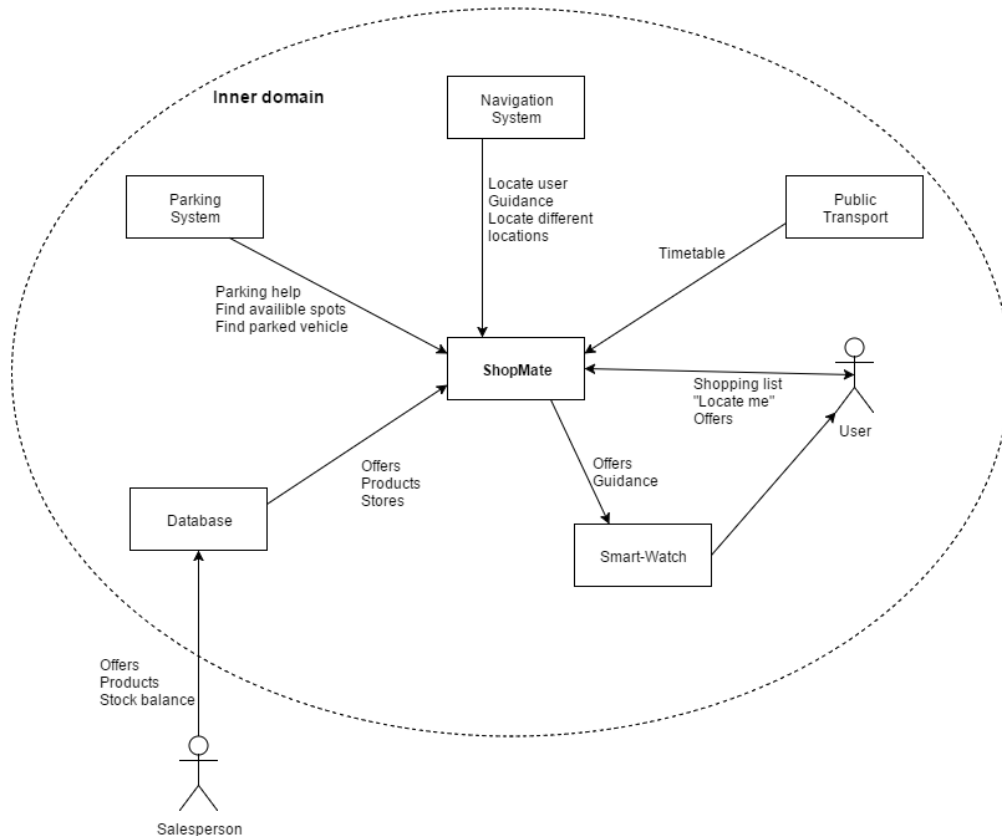 Inner domain
Navigation
System
Parking
System
Public
Transport
Locate user
Guidance
Locate different
locations
Timetable
Parking help
Find availible spots
Find parked vehicle
ShopMate
Shopping list
"Locate me"
Offers
User
Offers
Products
Stores
Offers
Guidance
Database
Smart-Watch
Offers
Products
Stock balance
Salesperson